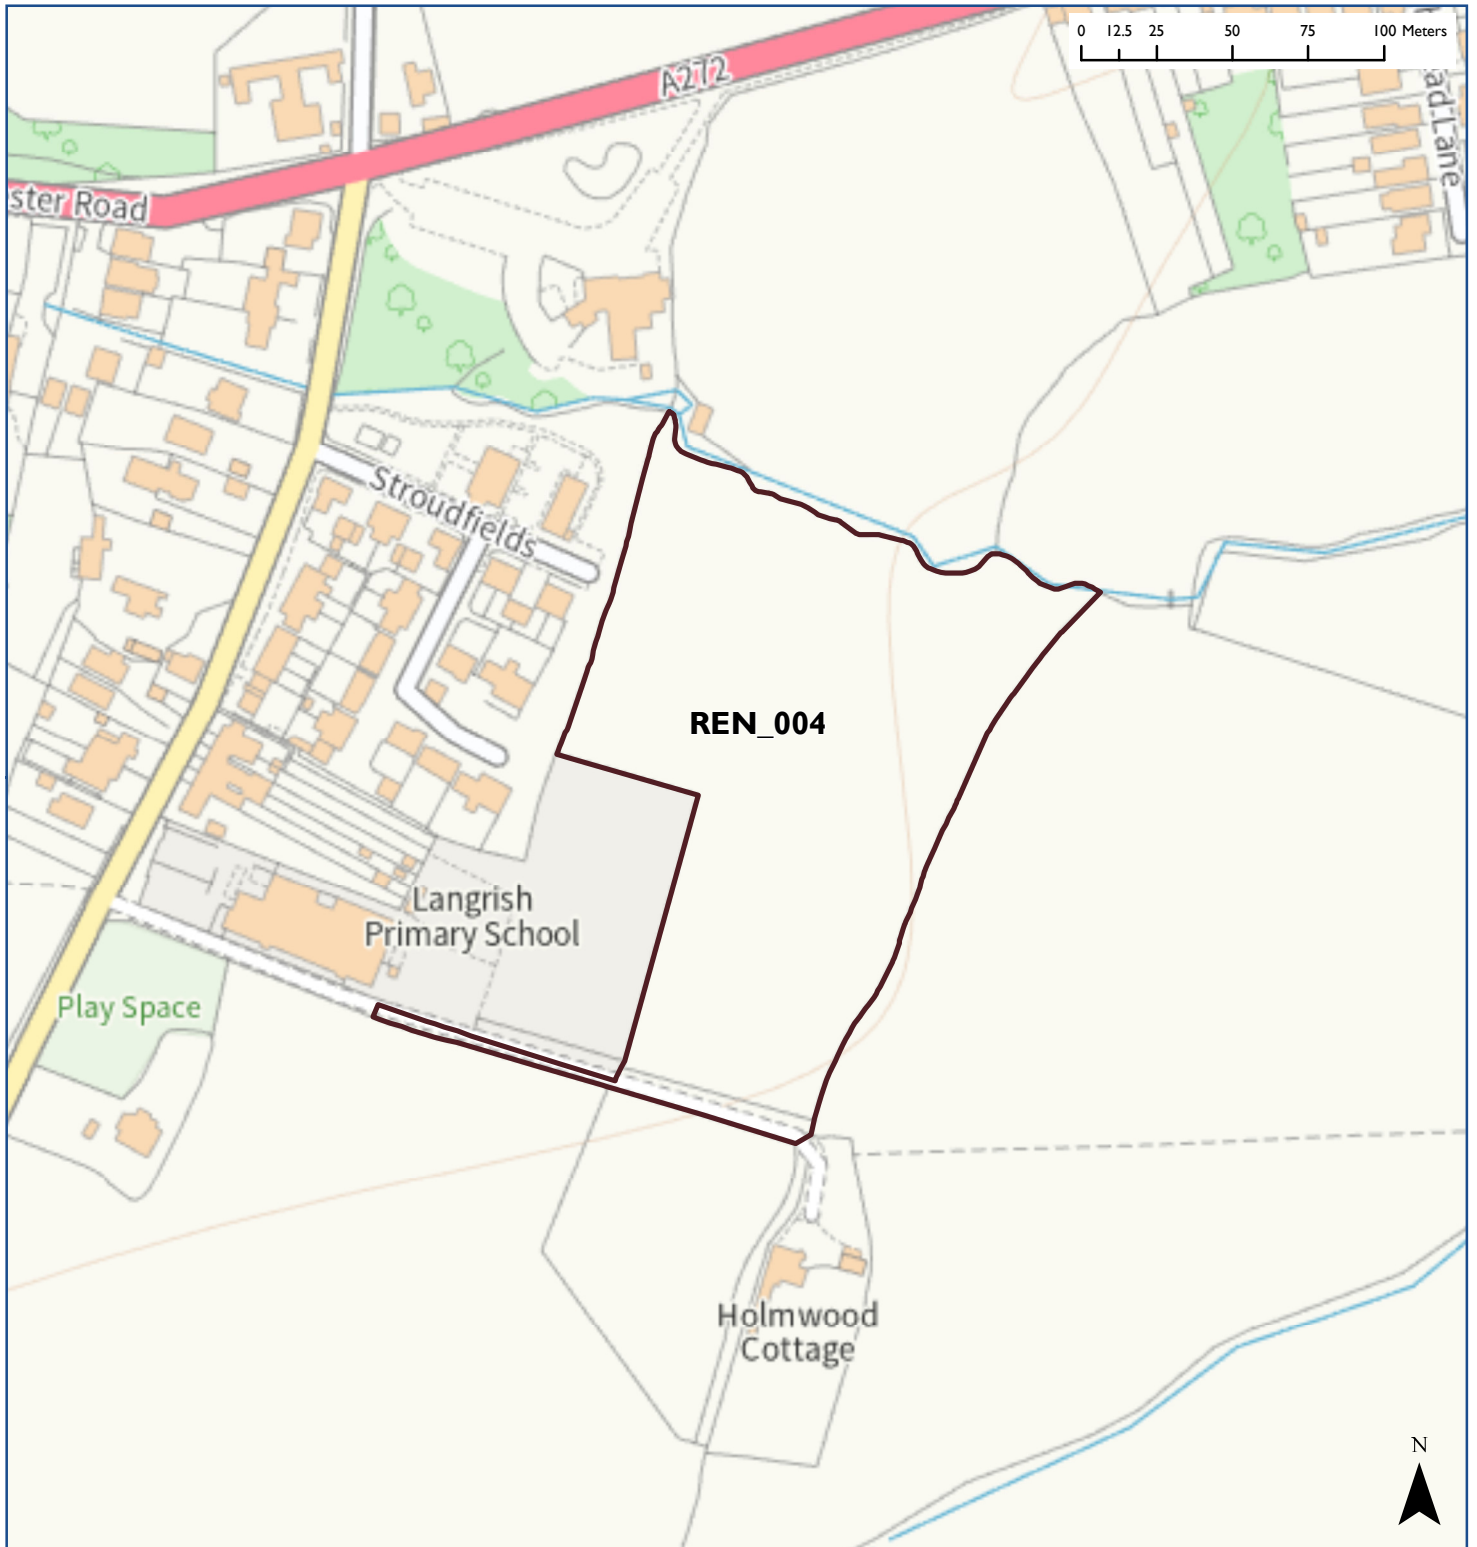 0 12.5 25 50 75 100 Meters
A272
ad Lane
ster Road
Stroudfields
REN_004
Langrish
Primary School
Play Space
Holmwood
Cottage
N